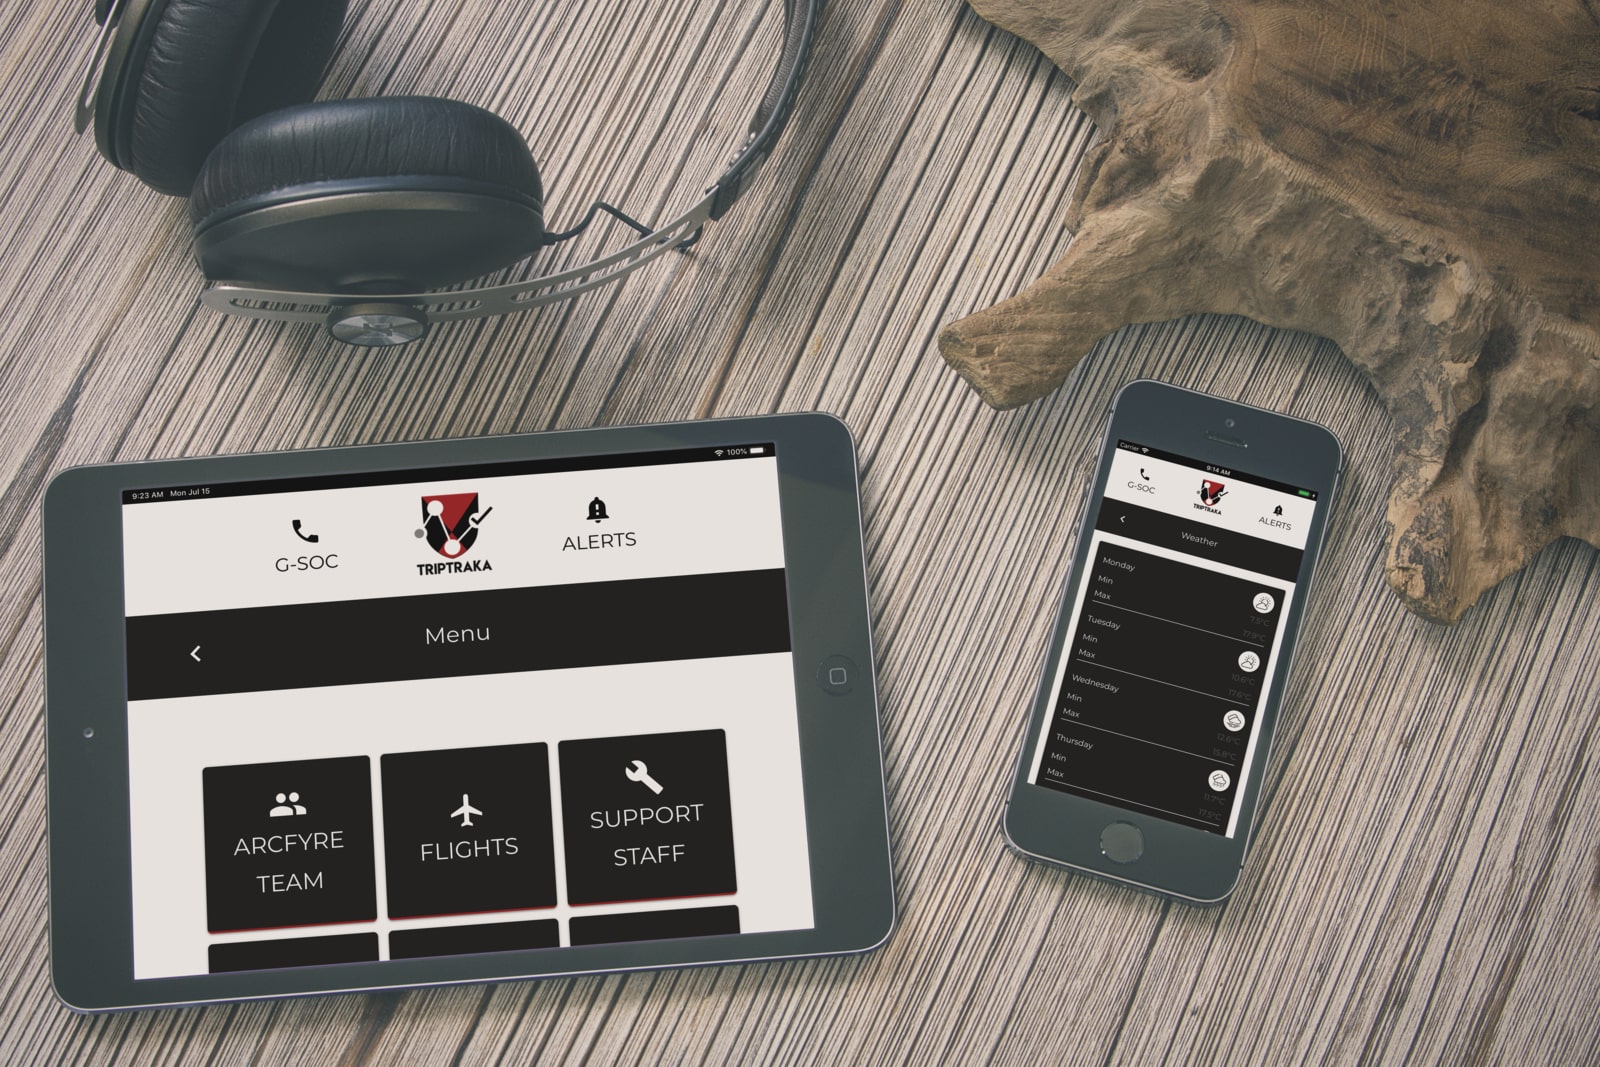 9:23 AM Mon Jul 15
100%
G-SOC
TRIPTRAKA
ALERTS
Menu
ARCFYRE
TEAM
FLIGHTS
SUPPORT
STAFF
Carrier
9:14 AM
G-SOC
TRIPTRAKA
ALERTS
Weather
Monday
Min
7.5°C
Max
17.9°C
Tuesday
Min
10.6°C
Max
17.6°C
Wednesday
Min
12.6°C
Max
15.8°C
Thursday
Min
11.7°C
Max
17.5°C